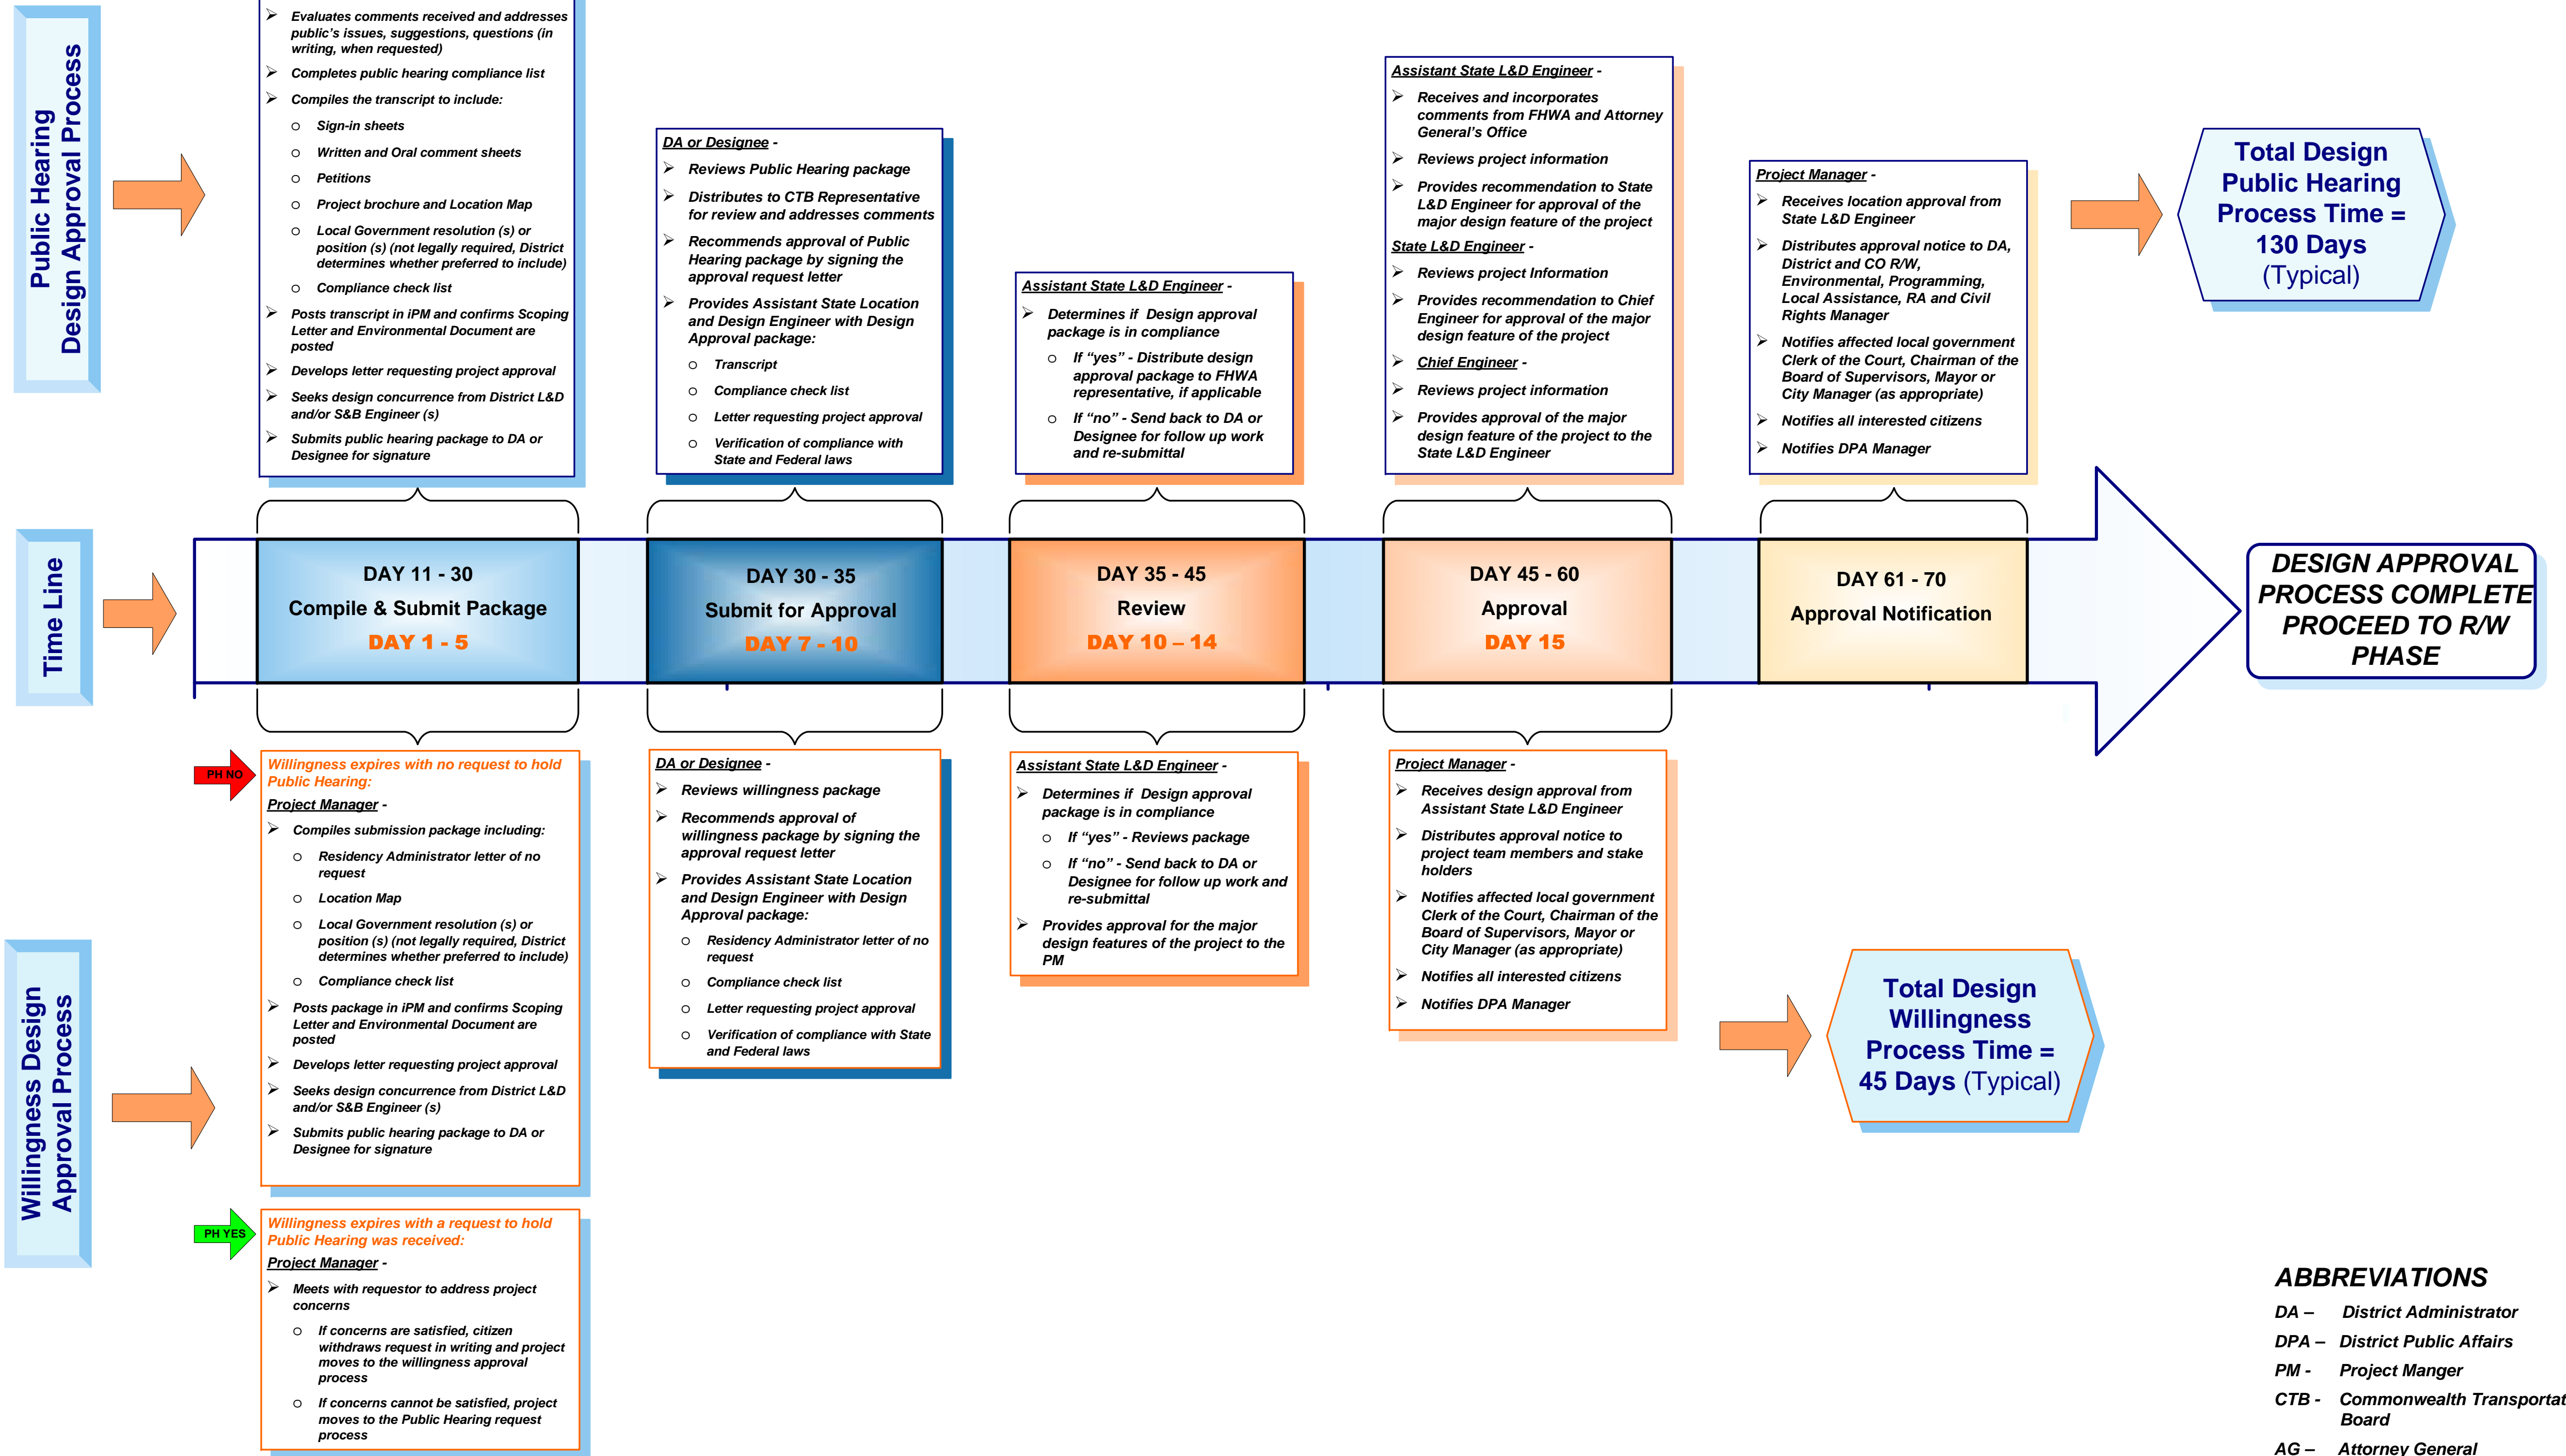 Public Hearing
Design Approval Process
➢ Evaluates comments received and addresses
public's issues, suggestions, questions (in
writing, when requested)
➢ Completes public hearing compliance list
➢ Compiles the transcript to include:
o Sign-in sheets
o Written and Oral comment sheets
o Petitions
o Project brochure and Location Map
o Local Government resolution (s) or
position (s) (not legally required, District
determines whether preferred to include)
o Compliance check list
➢ Posts transcript in iPM and confirms Scoping
Letter and Environmental Document are
posted
➢ Develops letter requesting project approval
➢ Seeks design concurrence from District L&D
and/or S&B Engineer (s)
➢ Submits public hearing package to DA or
Designee for signature
DA or Designee -
➢ Reviews Public Hearing package
➢ Distributes to CTB Representative
for review and addresses comments
➢ Recommends approval of Public
Hearing package by signing the
approval request letter
➢ Provides Assistant State Location
and Design Engineer with Design
Approval package:
o Transcript
o Compliance check list
o Letter requesting project approval
o Verification of compliance with
State and Federal laws
Assistant State L&D Engineer -
➢ Determines if Design approval
package is in compliance
o If “yes” - Distribute design
approval package to FHWA
representative, if applicable
o If “no” - Send back to DA or
Designee for follow up work
and re-submittal
Assistant State L&D Engineer -
➢ Receives and incorporates
comments from FHWA and Attorney
General's Office
➢ Reviews project information
➢ Provides recommendation to State
L&D Engineer for approval of the
major design feature of the project
State L&D Engineer -
➢ Reviews project Information
➢ Provides recommendation to Chief
Engineer for approval of the major
design feature of the project
➢ Chief Engineer -
➢ Reviews project information
➢ Provides approval of the major
design feature of the project to the
State L&D Engineer
Project Manager -
➢ Receives location approval from
State L&D Engineer
➢ Distributes approval notice to DA,
District and CO R/W,
Environmental, Programming,
Local Assistance, RA and Civil
Rights Manager
➢ Notifies affected local government
Clerk of the Court, Chairman of the
Board of Supervisors, Mayor or
City Manager (as appropriate)
➢ Notifies all interested citizens
➢ Notifies DPA Manager
Total Design
Public Hearing
Process Time =
130 Days
(Typical)
Time Line
DAY 11 - 30
Compile & Submit Package
DAY 1 - 5
DAY 30 - 35
Submit for Approval
DAY 7 - 10
DAY 35 - 45
Review
DAY 10 – 14
DAY 45 - 60
Approval
DAY 15
DAY 61 - 70
Approval Notification
DESIGN APPROVAL
PROCESS COMPLETE
PROCEED TO R/W
PHASE
Willingness Design
Approval Process
PH NO
Willingness expires with no request to hold
Public Hearing:
Project Manager -
➢ Compiles submission package including:
o Residency Administrator letter of no
request
o Location Map
o Local Government resolution (s) or
position (s) (not legally required, District
determines whether preferred to include)
o Compliance check list
➢ Posts package in iPM and confirms Scoping
Letter and Environmental Document are
posted
➢ Develops letter requesting project approval
➢ Seeks design concurrence from District L&D
and/or S&B Engineer (s)
➢ Submits public hearing package to DA or
Designee for signature
PH YES
Willingness expires with a request to hold
Public Hearing was received:
Project Manager -
➢ Meets with requestor to address project
concerns
o If concerns are satisfied, citizen
withdraws request in writing and project
moves to the willingness approval
process
o If concerns cannot be satisfied, project
moves to the Public Hearing request
process
DA or Designee -
➢ Reviews willingness package
➢ Recommends approval of
willingness package by signing the
approval request letter
➢ Provides Assistant State Location
and Design Engineer with Design
Approval package:
o Residency Administrator letter of no
request
o Compliance check list
o Letter requesting project approval
o Verification of compliance with State
and Federal laws
Assistant State L&D Engineer -
➢ Determines if Design approval
package is in compliance
o If “yes” - Reviews package
o If “no” - Send back to DA or
Designee for follow up work and
re-submittal
➢ Provides approval for the major
design features of the project to the
PM
Project Manager -
➢ Receives design approval from
Assistant State L&D Engineer
➢ Distributes approval notice to
project team members and stake
holders
➢ Notifies affected local government
Clerk of the Court, Chairman of the
Board of Supervisors, Mayor or
City Manager (as appropriate)
➢ Notifies all interested citizens
➢ Notifies DPA Manager
Total Design
Willingness
Process Time =
45 Days (Typical)
ABBREVIATIONS
DA – District Administrator
DPA – District Public Affairs
PM - Project Manger
CTB - Commonwealth Transportat
Board
AG – Attorney General